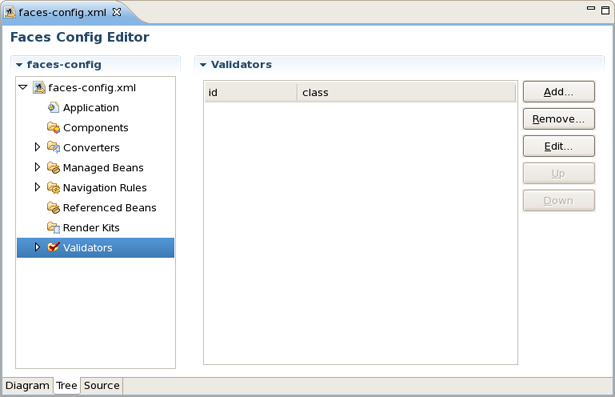 faces-config.xml
Faces Config Editor
faces-config
faces-config.xml
Application
Components
Converters
Managed Beans
Navigation Rules
Referenced Beans
Render Kits
Validators
Validators
id class
Add...
Remove...
Edit...
Up
Down
Diagram Tree Source